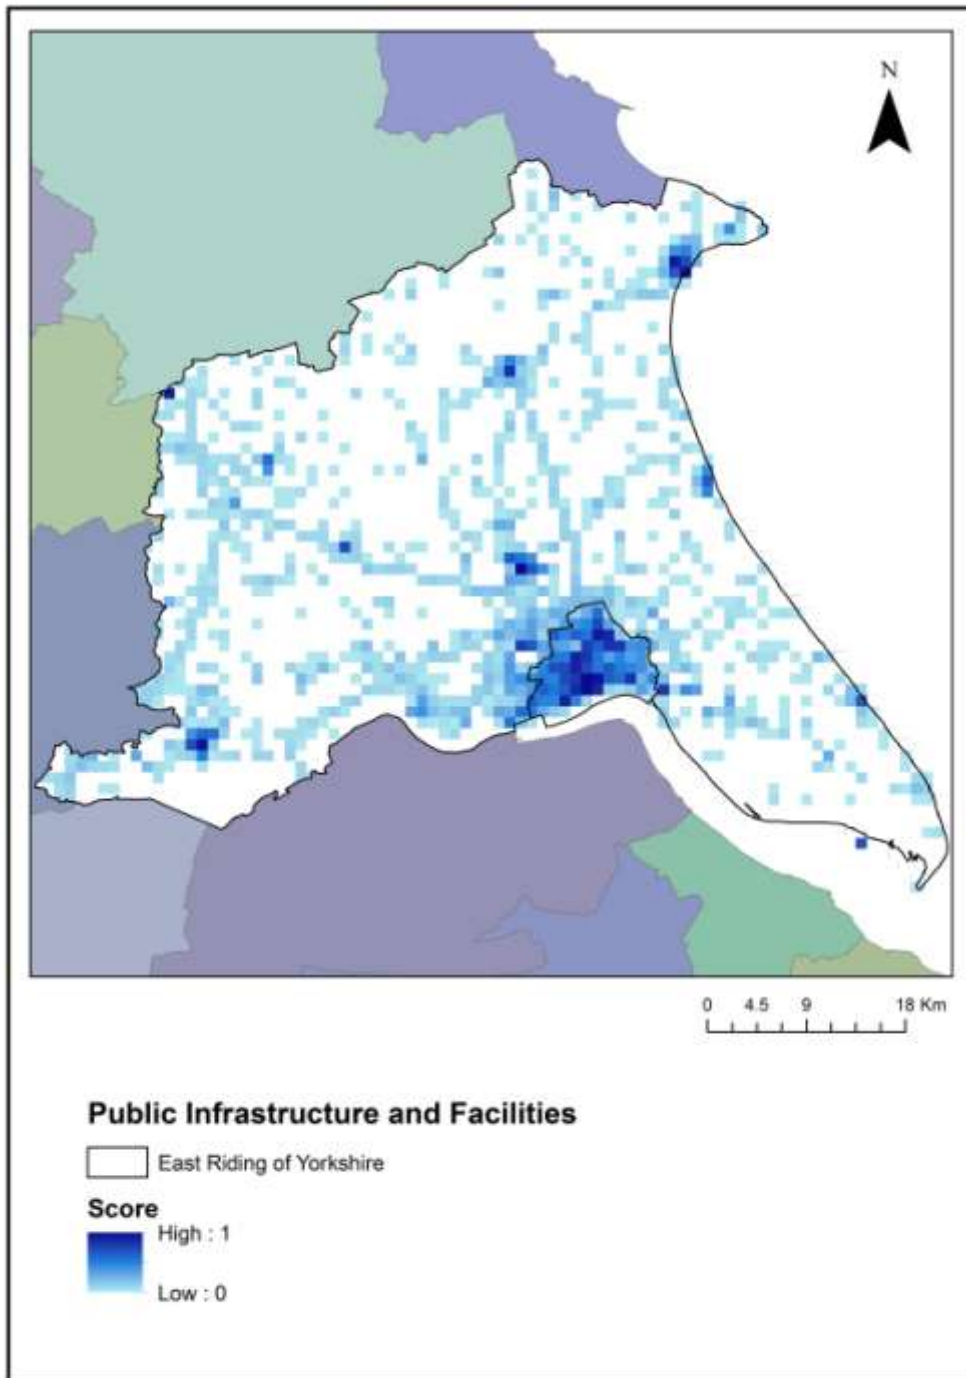 N
0 4.5 9 18 Km
Public Infrastructure and Facilities
East Riding of Yorkshire
Score
High : 1
Low : 0